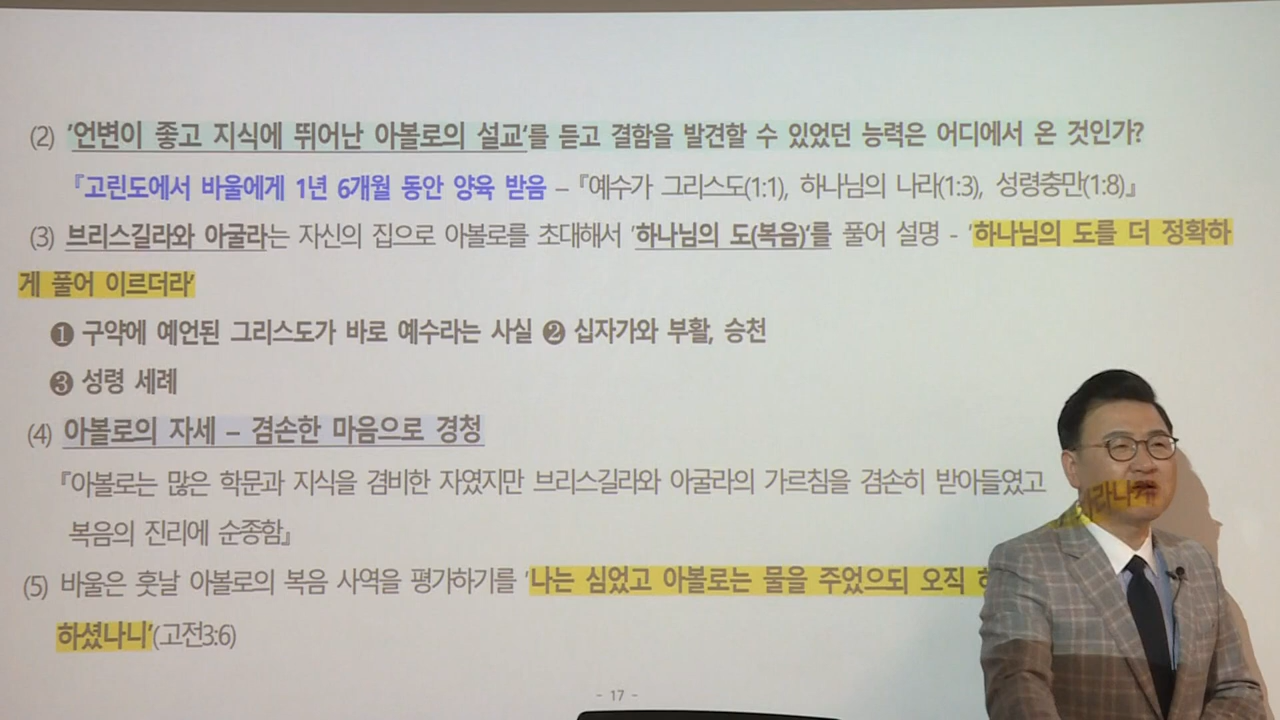 (2) '언변이 좋고 지식에 뛰어난 아볼로의 설교'를 듣고 결함을 발견할 수 있었던 능력은 어디에서 온 것인가?
『고린도에서 바울에게 1년 6개월 동안 양육 받음 – 『예수가 그리스도(1:1), 하나님의 나라(1:3), 성령충만(1:8)』
(3) 브리스길라와 아굴라는 자신의 집으로 아볼로를 초대해서 '하나님의 도(복음)'를 풀어 설명 - '하나님의 도를 더 정확하
게 풀어 이르더라'
❶ 구약에 예언된 그리스도가 바로 예수라는 사실 ❷ 십자가와 부활, 승천
❸ 성령 세례
(4) 아볼로의 자세 – 겸손한 마음으로 경청
『아볼로는 많은 학문과 지식을 겸비한 자였지만 브리스길라와 아굴라의 가르침을 겸손히 받아들였고
복음의 진리에 순종함』
(5) 바울은 훗날 아볼로의 복음 사역을 평가하기를 '나는 심었고 아볼로는 물을 주었으되 오직
하셨나니'(고전3:6)
- 17 -